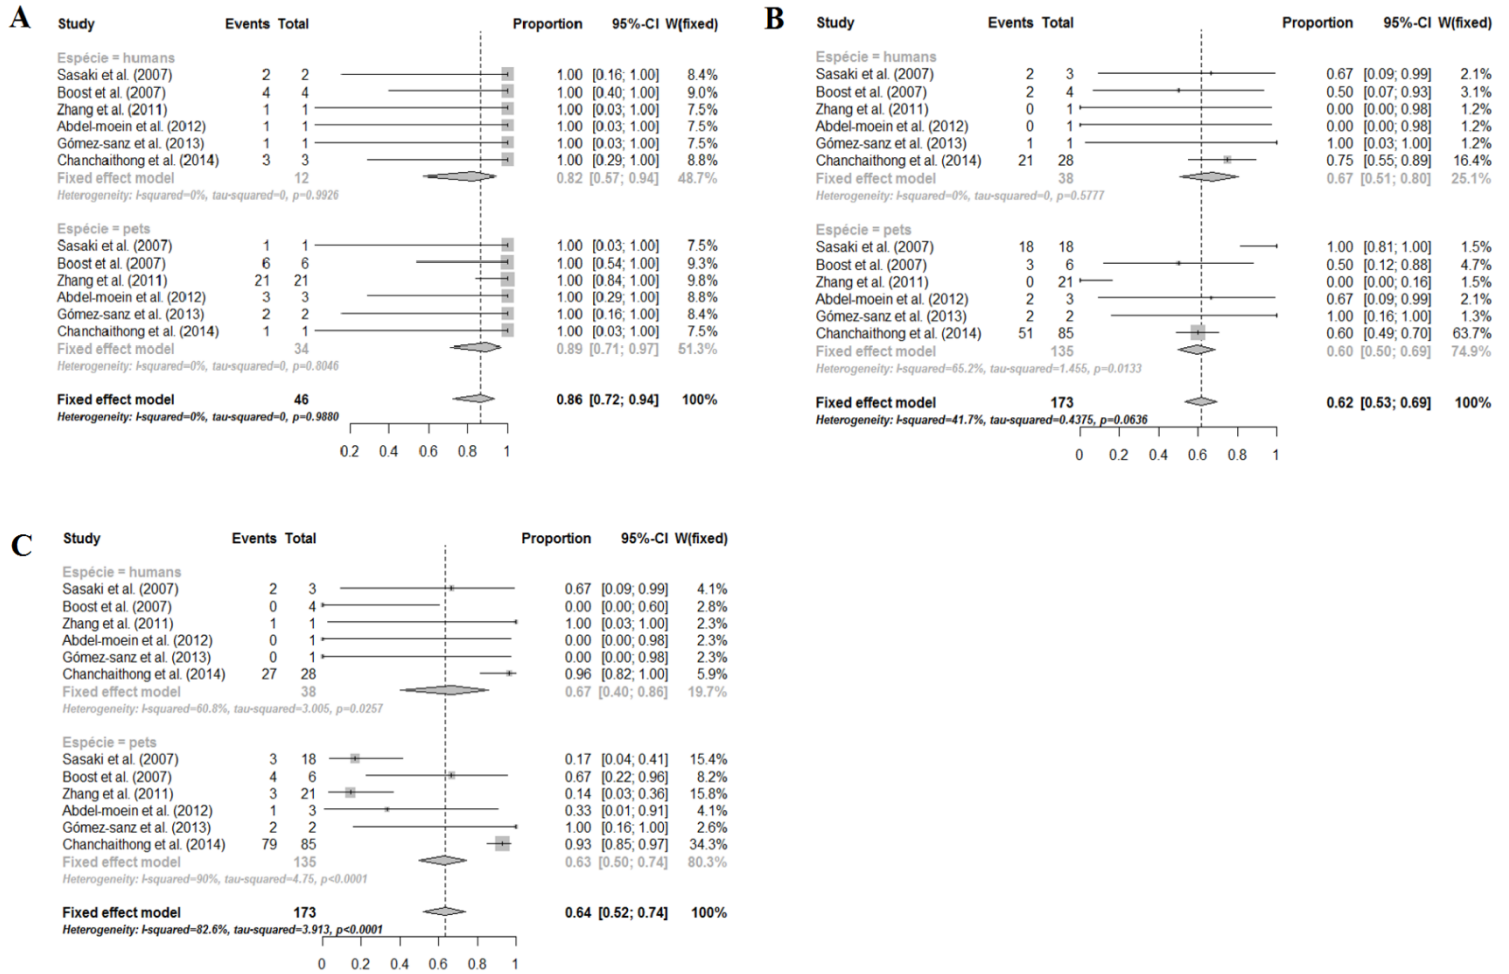 A
Study Events Total Proportion 95%-CI W(fixed)
Espécie = humans
Sasaki et al. (2007) 2 2 1.00 [0.16; 1.00] 8.4%
Boost et al. (2007) 4 4 1.00 [0.40; 1.00] 9.0%
Zhang et al. (2011) 1 1 1.00 [0.03; 1.00] 7.5%
Abdel-moein et al. (2012) 1 1 1.00 [0.03; 1.00] 7.5%
Gómez-sanz et al. (2013) 1 1 1.00 [0.03; 1.00] 7.5%
Chanchaithong et al. (2014) 3 3 1.00 [0.29; 1.00] 8.8%
Fixed effect model 12 0.82 [0.57; 0.94] 48.7%
Heterogeneity: I-squared=0%, tau-squared=0, p=0.9926
Espécie = pets
Sasaki et al. (2007) 1 1 1.00 [0.03; 1.00] 7.5%
Boost et al. (2007) 6 6 1.00 [0.54; 1.00] 9.3%
Zhang et al. (2011) 21 21 1.00 [0.84; 1.00] 9.8%
Abdel-moein et al. (2012) 3 3 1.00 [0.29; 1.00] 8.8%
Gómez-sanz et al. (2013) 2 2 1.00 [0.16; 1.00] 8.4%
Chanchaithong et al. (2014) 1 1 1.00 [0.03; 1.00] 7.5%
Fixed effect model 34 0.89 [0.71; 0.97] 51.3%
Heterogeneity: I-squared=0%, tau-squared=0, p=0.8046
Fixed effect model 46 0.86 [0.72; 0.94] 100%
Heterogeneity: I-squared=0%, tau-squared=0, p=0.9880
0.2 0.4 0.6 0.8 1
B
Study Events Total Proportion 95%-CI W(fixed)
Espécie = humans
Sasaki et al. (2007) 2 3 0.67 [0.09; 0.99] 2.1%
Boost et al. (2007) 2 4 0.50 [0.07; 0.93] 3.1%
Zhang et al. (2011) 0 1 0.00 [0.00; 0.98] 1.2%
Abdel-moein et al. (2012) 0 1 0.00 [0.00; 0.98] 1.2%
Gómez-sanz et al. (2013) 1 1 1.00 [0.03; 1.00] 1.2%
Chanchaithong et al. (2014) 21 28 0.75 [0.55; 0.89] 16.4%
Fixed effect model 38 0.67 [0.51; 0.80] 25.1%
Heterogeneity: I-squared=0%, tau-squared=0, p=0.5777
Espécie = pets
Sasaki et al. (2007) 18 18 1.00 [0.81; 1.00] 1.5%
Boost et al. (2007) 3 6 0.50 [0.12; 0.88] 4.7%
Zhang et al. (2011) 0 21 0.00 [0.00; 0.16] 1.5%
Abdel-moein et al. (2012) 2 3 0.67 [0.09; 0.99] 2.1%
Gómez-sanz et al. (2013) 2 2 1.00 [0.16; 1.00] 1.3%
Chanchaithong et al. (2014) 51 85 0.60 [0.49; 0.70] 63.7%
Fixed effect model 135 0.60 [0.50; 0.69] 74.9%
Heterogeneity: I-squared=65.2%, tau-squared=1.455, p=0.0133
Fixed effect model 173 0.62 [0.53; 0.69] 100%
Heterogeneity: I-squared=41.7%, tau-squared=0.4375, p=0.0636
0 0.2 0.4 0.6 0.8 1
C
Study Events Total Proportion 95%-CI W(fixed)
Espécie = humans
Sasaki et al. (2007) 2 3 0.67 [0.09; 0.99] 4.1%
Boost et al. (2007) 0 4 0.00 [0.00; 0.60] 2.8%
Zhang et al. (2011) 1 1 1.00 [0.03; 1.00] 2.3%
Abdel-moein et al. (2012) 0 1 0.00 [0.00; 0.98] 2.3%
Gómez-sanz et al. (2013) 0 1 0.00 [0.00; 0.98] 2.3%
Chanchaithong et al. (2014) 27 28 0.96 [0.82; 1.00] 5.9%
Fixed effect model 38 0.67 [0.40; 0.86] 19.7%
Heterogeneity: I-squared=60.8%, tau-squared=3.005, p=0.0257
Espécie = pets
Sasaki et al. (2007) 3 18 0.17 [0.04; 0.41] 15.4%
Boost et al. (2007) 4 6 0.67 [0.22; 0.96] 8.2%
Zhang et al. (2011) 3 21 0.14 [0.03; 0.36] 15.8%
Abdel-moein et al. (2012) 1 3 0.33 [0.01; 0.91] 4.1%
Gómez-sanz et al. (2013) 2 2 1.00 [0.16; 1.00] 2.6%
Chanchaithong et al. (2014) 79 85 0.93 [0.85; 0.97] 34.3%
Fixed effect model 135 0.63 [0.50; 0.74] 80.3%
Heterogeneity: I-squared=90%, tau-squared=4.75, p<0.0001
Fixed effect model 173 0.64 [0.52; 0.74] 100%
Heterogeneity: I-squared=82.6%, tau-squared=3.913, p<0.0001
0 0.2 0.4 0.6 0.8 1